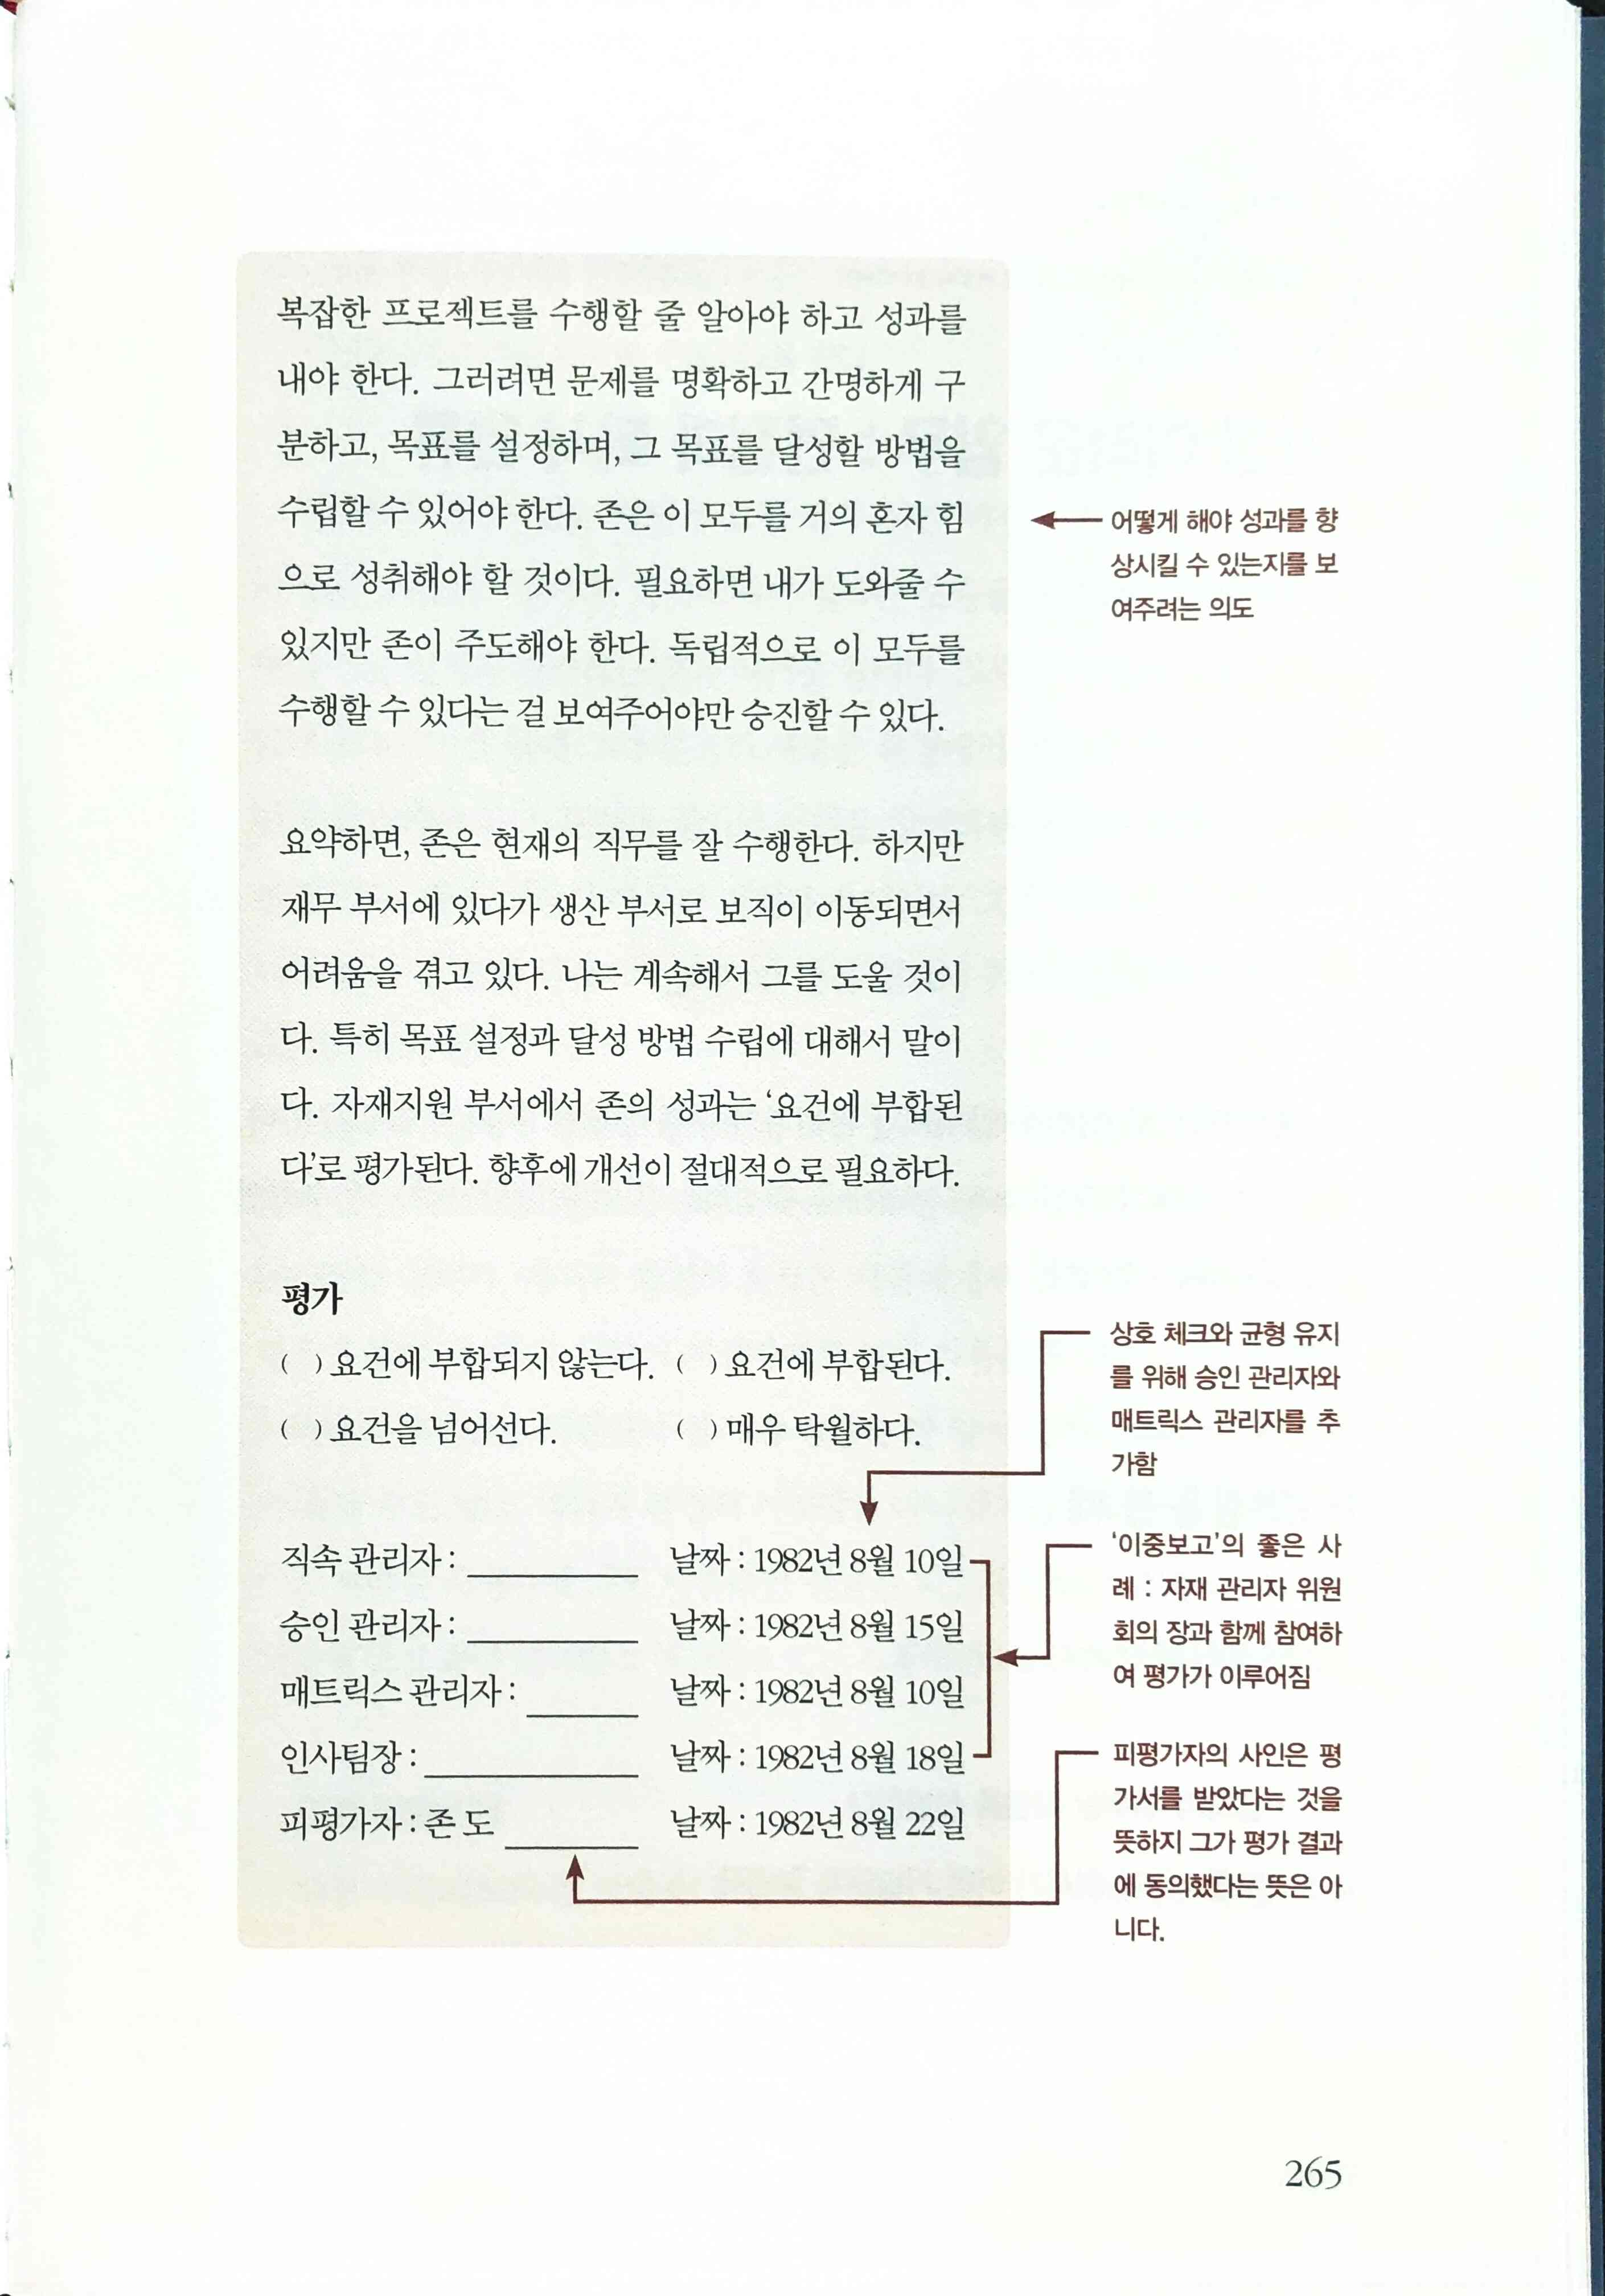 복잡한 프로젝트를 수행할 줄 알아야 하고 성과를
내야 한다. 그러려면 문제를 명확하고 간명하게 구
분하고, 목표를 설정하며, 그 목표를 달성할 방법을
수립할 수 있어야 한다. 존은 이 모두를 거의 혼자 힘
으로 성취해야 할 것이다. 필요하면 내가 도와줄 수
있지만 존이 주도해야 한다. 독립적으로 이 모두를
수행할 수 있다는 걸 보여주어야만 승진할 수 있다.
어떻게 해야 성과를 향
상시킬 수 있는지를 보
여주려는 의도
요약하면, 존은 현재의 직무를 잘 수행한다. 하지만
재무 부서에 있다가 생산 부서로 보직이 이동되면서
어려움을 겪고 있다. 나는 계속해서 그를 도울 것이
다. 특히 목표 설정과 달성 방법 수립에 대해서 말이
다. 자재지원 부서에서 존의 성과는 ‘요건에 부합된
다’로 평가된다. 향후에 개선이 절대적으로 필요하다.
평가
( ) 요건에 부합되지 않는다. ( ) 요건에 부합된다.
( ) 요건을 넘어선다. ( ) 매우 탁월하다.
상호 체크와 균형 유지
를 위해 승인 관리자와
매트릭스 관리자를 추
가함
직속 관리자 : 날짜 : 1982년 8월 10일
승인 관리자 : 날짜 : 1982년 8월 15일
매트릭스 관리자 : 날짜 : 1982년 8월 10일
인사팀장 : 날짜 : 1982년 8월 18일
피평가자 : 존 도 날짜 : 1982년 8월 22일
‘이중보고’의 좋은 사
례 : 자재 관리자 위원
회의 장과 함께 참여하
여 평가가 이루어짐
피평가자의 사인은 평
가서를 받았다는 것을
뜻하지 그가 평가 결과
에 동의했다는 뜻은 아
니다.
265